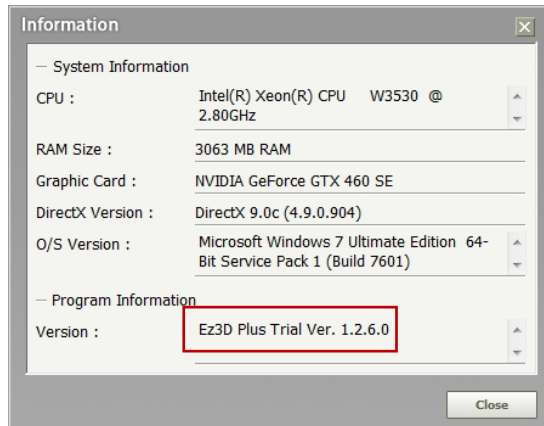 Information
System Information
CPU : Intel(R) Xeon(R) CPU W3530 @
2.80GHz
RAM Size : 3063 MB RAM
Graphic Card : NVIDIA GeForce GTX 460 SE
DirectX Version : DirectX 9.0c (4.9.0.904)
O/S Version : Microsoft Windows 7 Ultimate Edition 64-
Bit Service Pack 1 (Build 7601)
Program Information
Version : Ez3D Plus Trial Ver. 1.2.6.0
Close